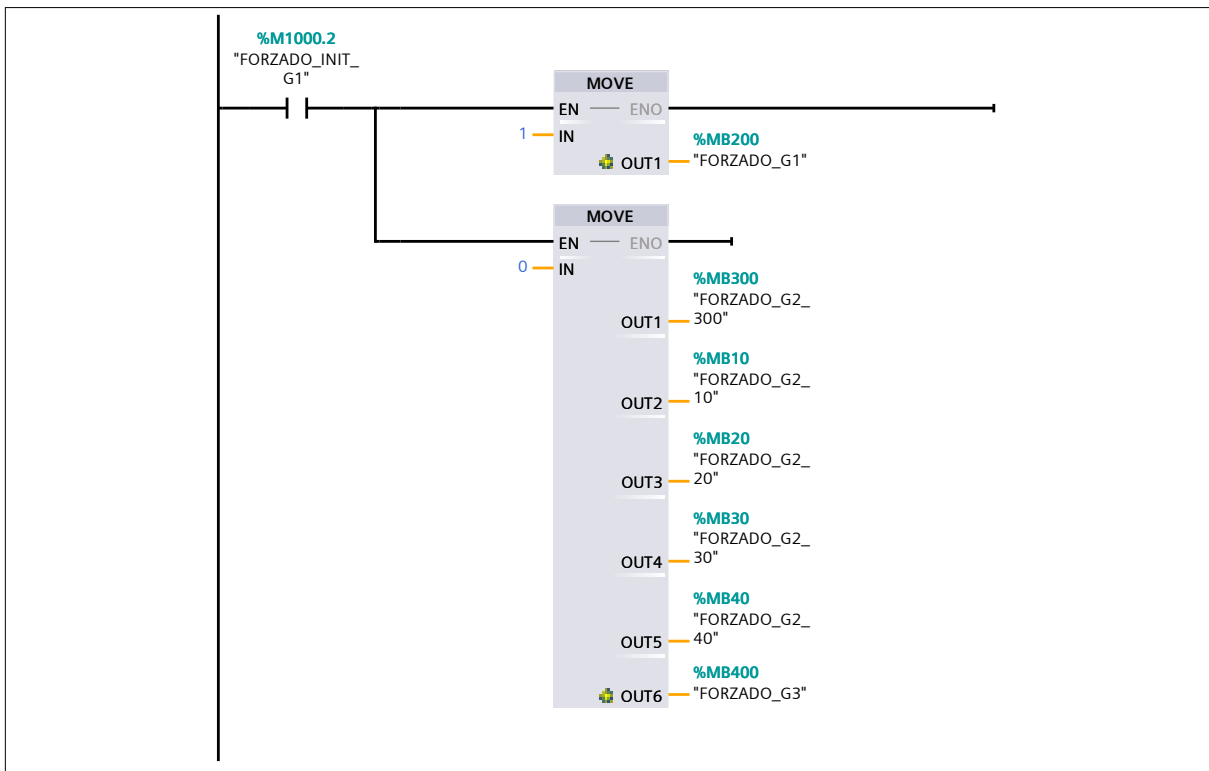 %M1000.2
"FORZADO_INIT_
G1"
MOVE
EN ENO
1 IN
OUT1
%MB200
"FORZADO_G1"
MOVE
EN ENO
0 IN
%MB300
"FORZADO_G2_
OUT1 300"
%MB10
"FORZADO_G2_
OUT2 10"
%MB20
"FORZADO_G2_
OUT3 20"
%MB30
"FORZADO_G2_
OUT4 30"
%MB40
"FORZADO_G2_
OUT5 40"
%MB400
OUT6 "FORZADO_G3"